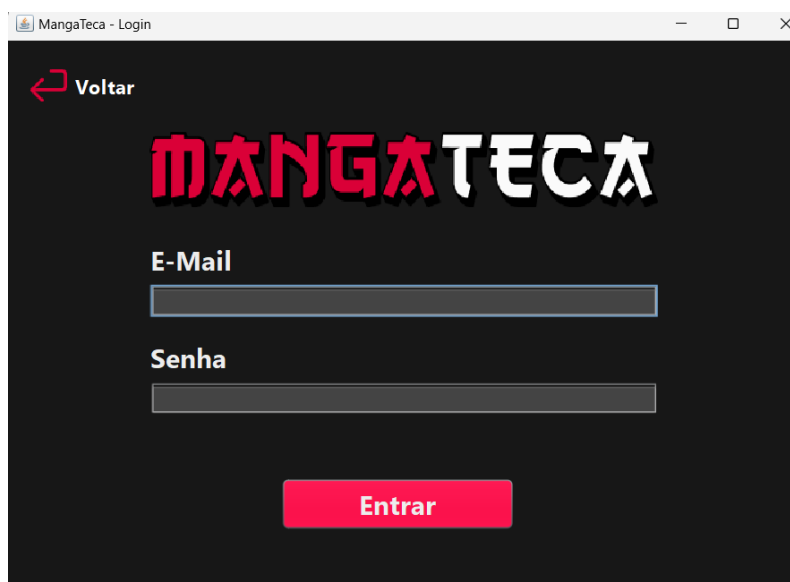 MangaTeca - Login
Voltar
MANGATECA
E-Mail
Senha
Entrar